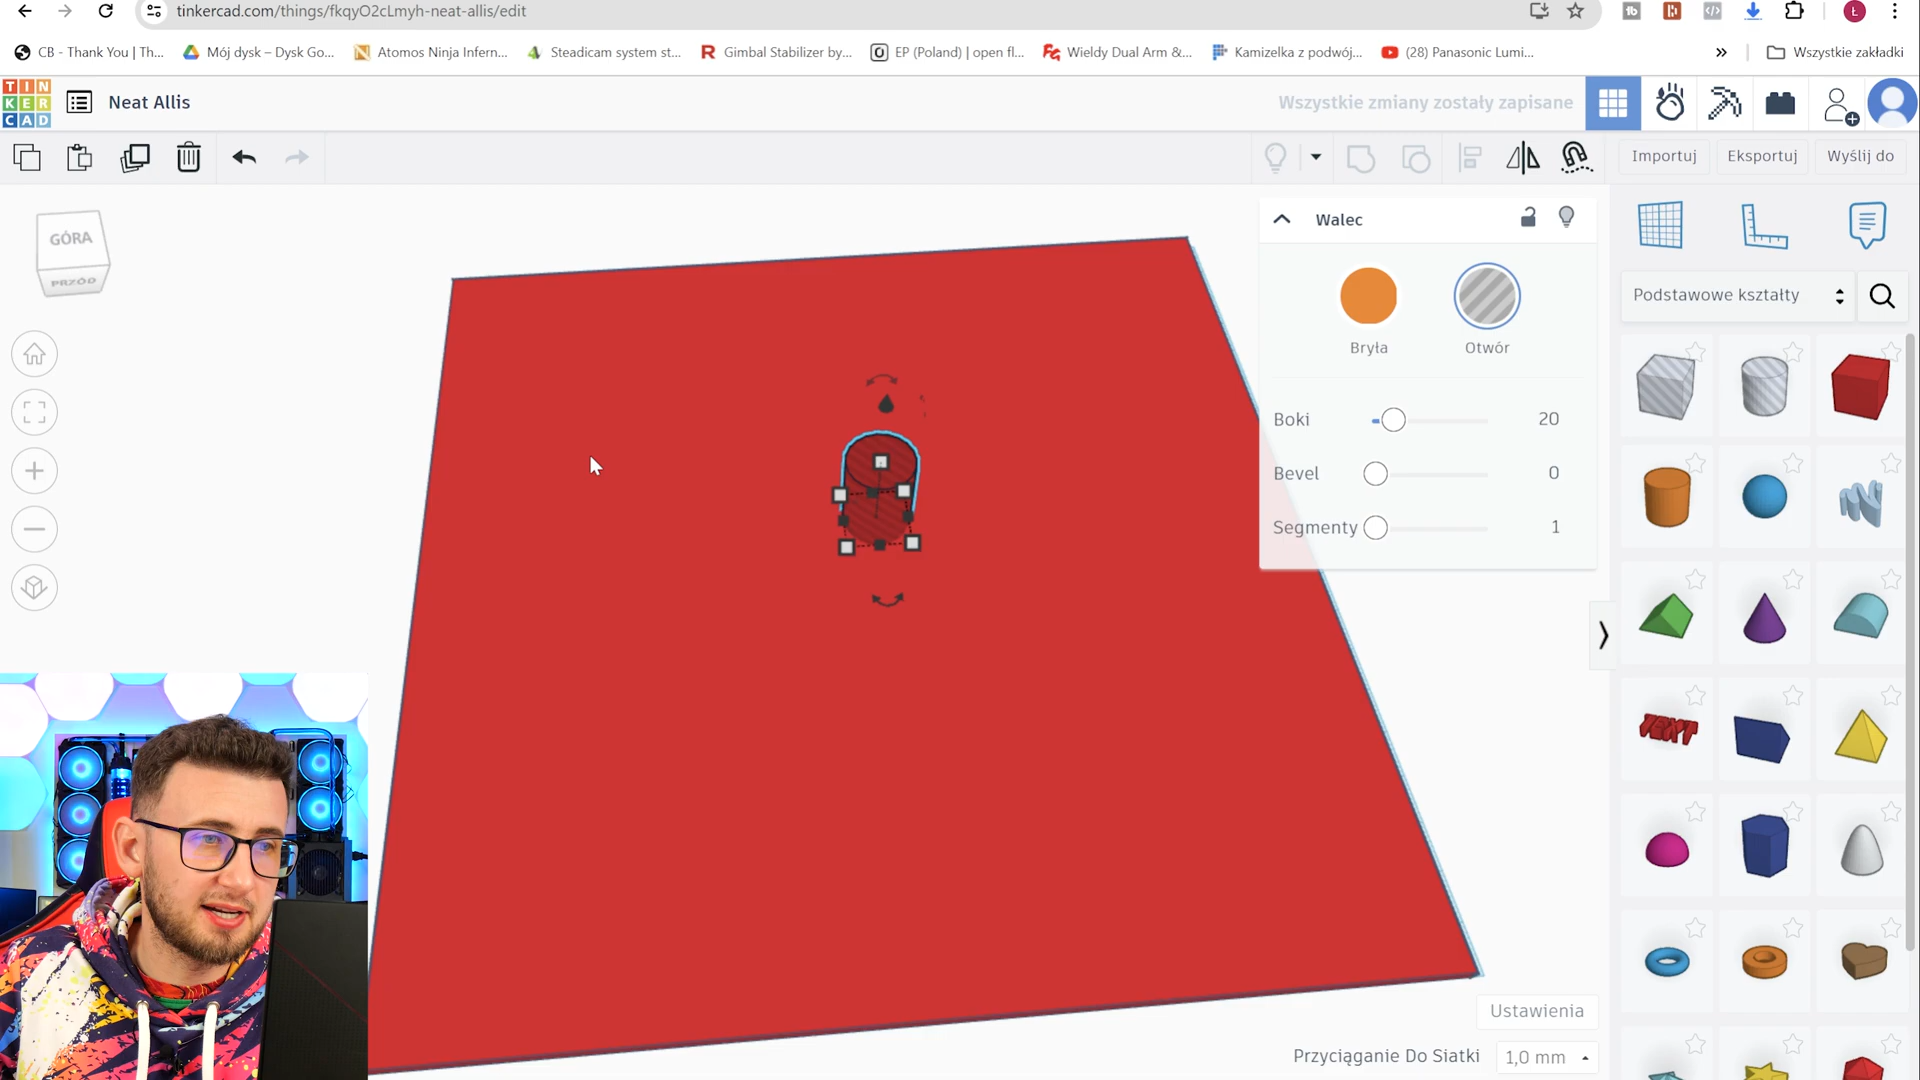 tinkercad.com/things/fkqyO2cLmyh-neat-allis/edit
CB - Thank You | Th...
Mój dysk – Dysk Go...
Atomos Ninja Infern...
Steadicam system st...
Gimbal Stabilizer by...
EP (Poland) | open fl...
Wieldy Dual Arm &...
Kamizelka z podwój...
(28) Panasonic Lumi...
»
Wszystkie zakładki
TIN
KER
CAD
Neat Allis
Wszystkie zmiany zostały zapisane
Importuj
Eksportuj
Wyślij do
GÓRA
PRZÓD
Walec
Bryła
Otwór
Boki 20
Bevel 0
Segmenty 1
Podstawowe kształty
TEXT
Ustawienia
Przyciąganie Do Siatki 1,0 mm